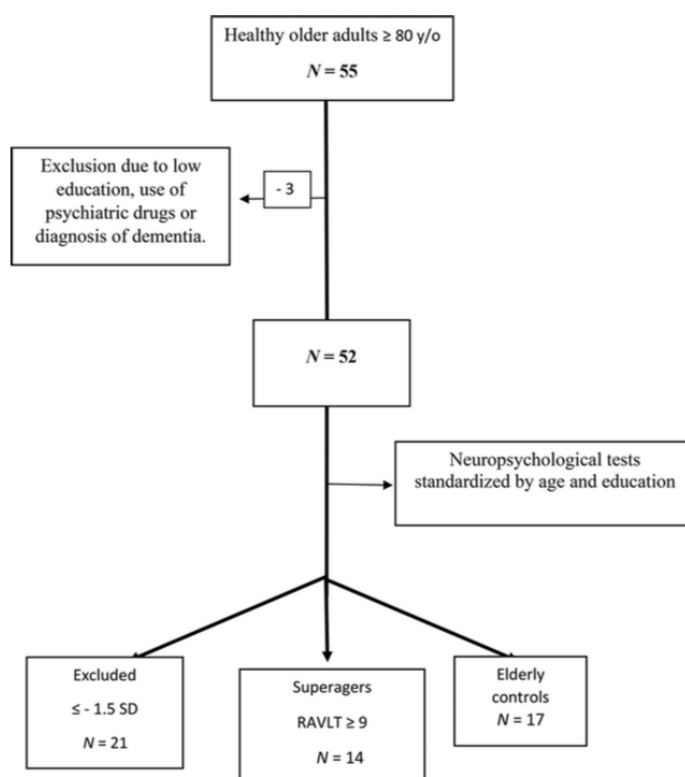 Healthy older adults ≥ 80 y/o
N = 55
Exclusion due to low
education, use of
psychiatric drugs or
diagnosis of dementia.
- 3
N = 52
Neuropsychological tests
standardized by age and education
Excluded
≤ - 1.5 SD
N = 21
Superagers
RAVLT ≥ 9
N = 14
Elderly
controls
N = 17